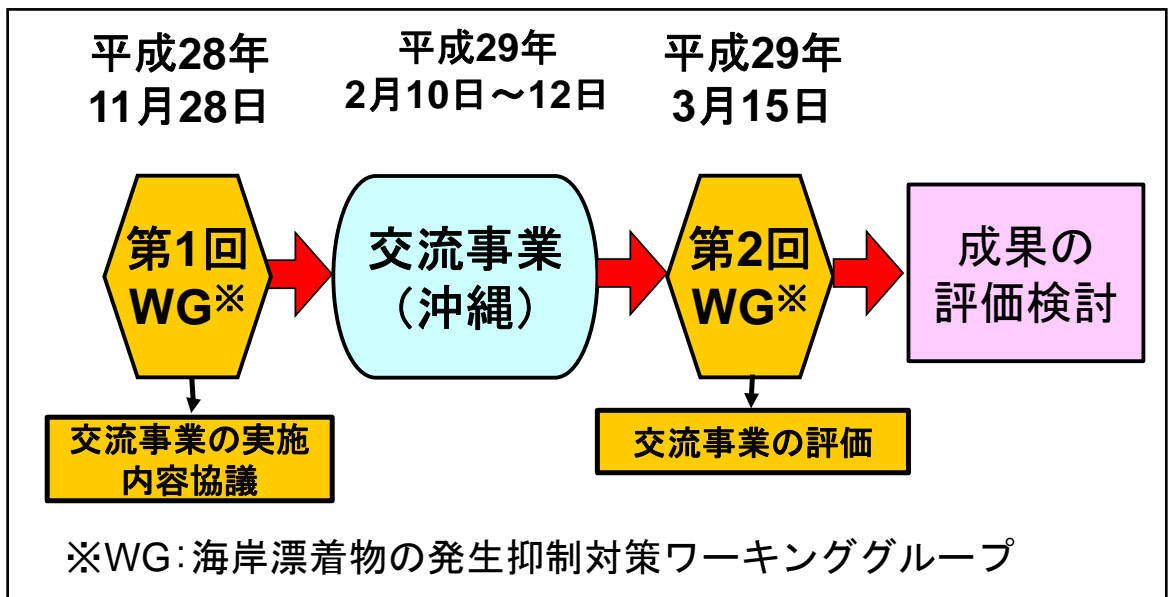 平成28年
11月28日
平成29年
2月10日～12日
平成29年
3月15日
第1回
WG※
交流事業
（沖縄）
第2回
WG※
成果の
評価検討
交流事業の実施
内容協議
交流事業の評価
※WG：海岸漂着物の発生抑制対策ワーキンググループ